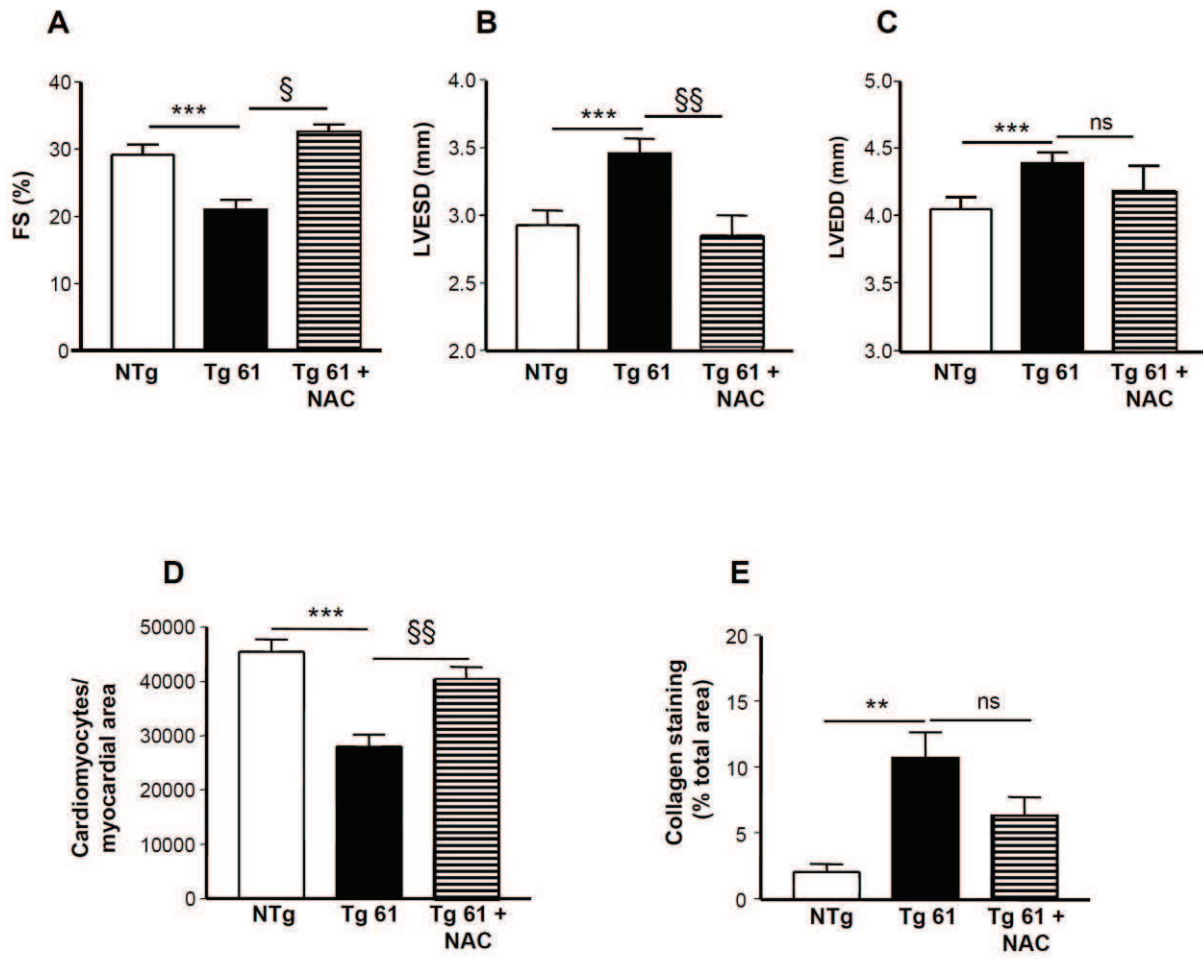 A
FS (%)
40
30
20
10
0
***
§
NTg
Tg 61
Tg 61 +
NAC
B
LVESD (mm)
4.0
3.5
3.0
2.5
2.0
***
§§
NTg
Tg 61
Tg 61 +
NAC
C
LVEDD (mm)
5.0
4.5
4.0
3.5
3.0
***
ns
NTg
Tg 61
Tg 61 +
NAC
D
Cardiomyocytes/
myocardial area
50000
40000
30000
20000
10000
0
***
§§
NTg
Tg 61
Tg 61 +
NAC
E
Collagen staining
(% total area)
20
15
10
5
0
**
ns
NTg
Tg 61
Tg 61 +
NAC